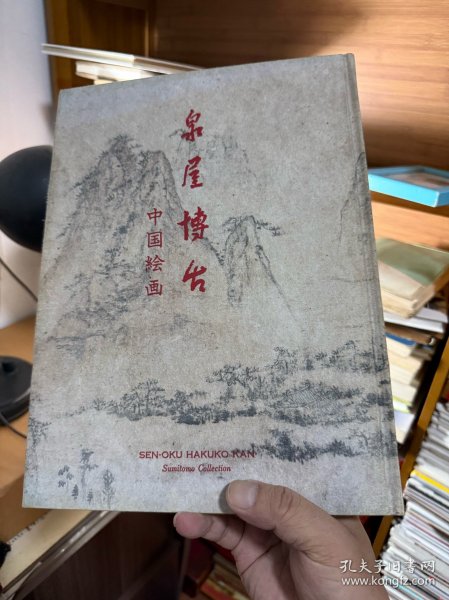 泉屋博古
中国絵画
SEN-OKU HAKUKO KAN
Sumitomo Collection
孔夫子旧书网
www.kongfz.com